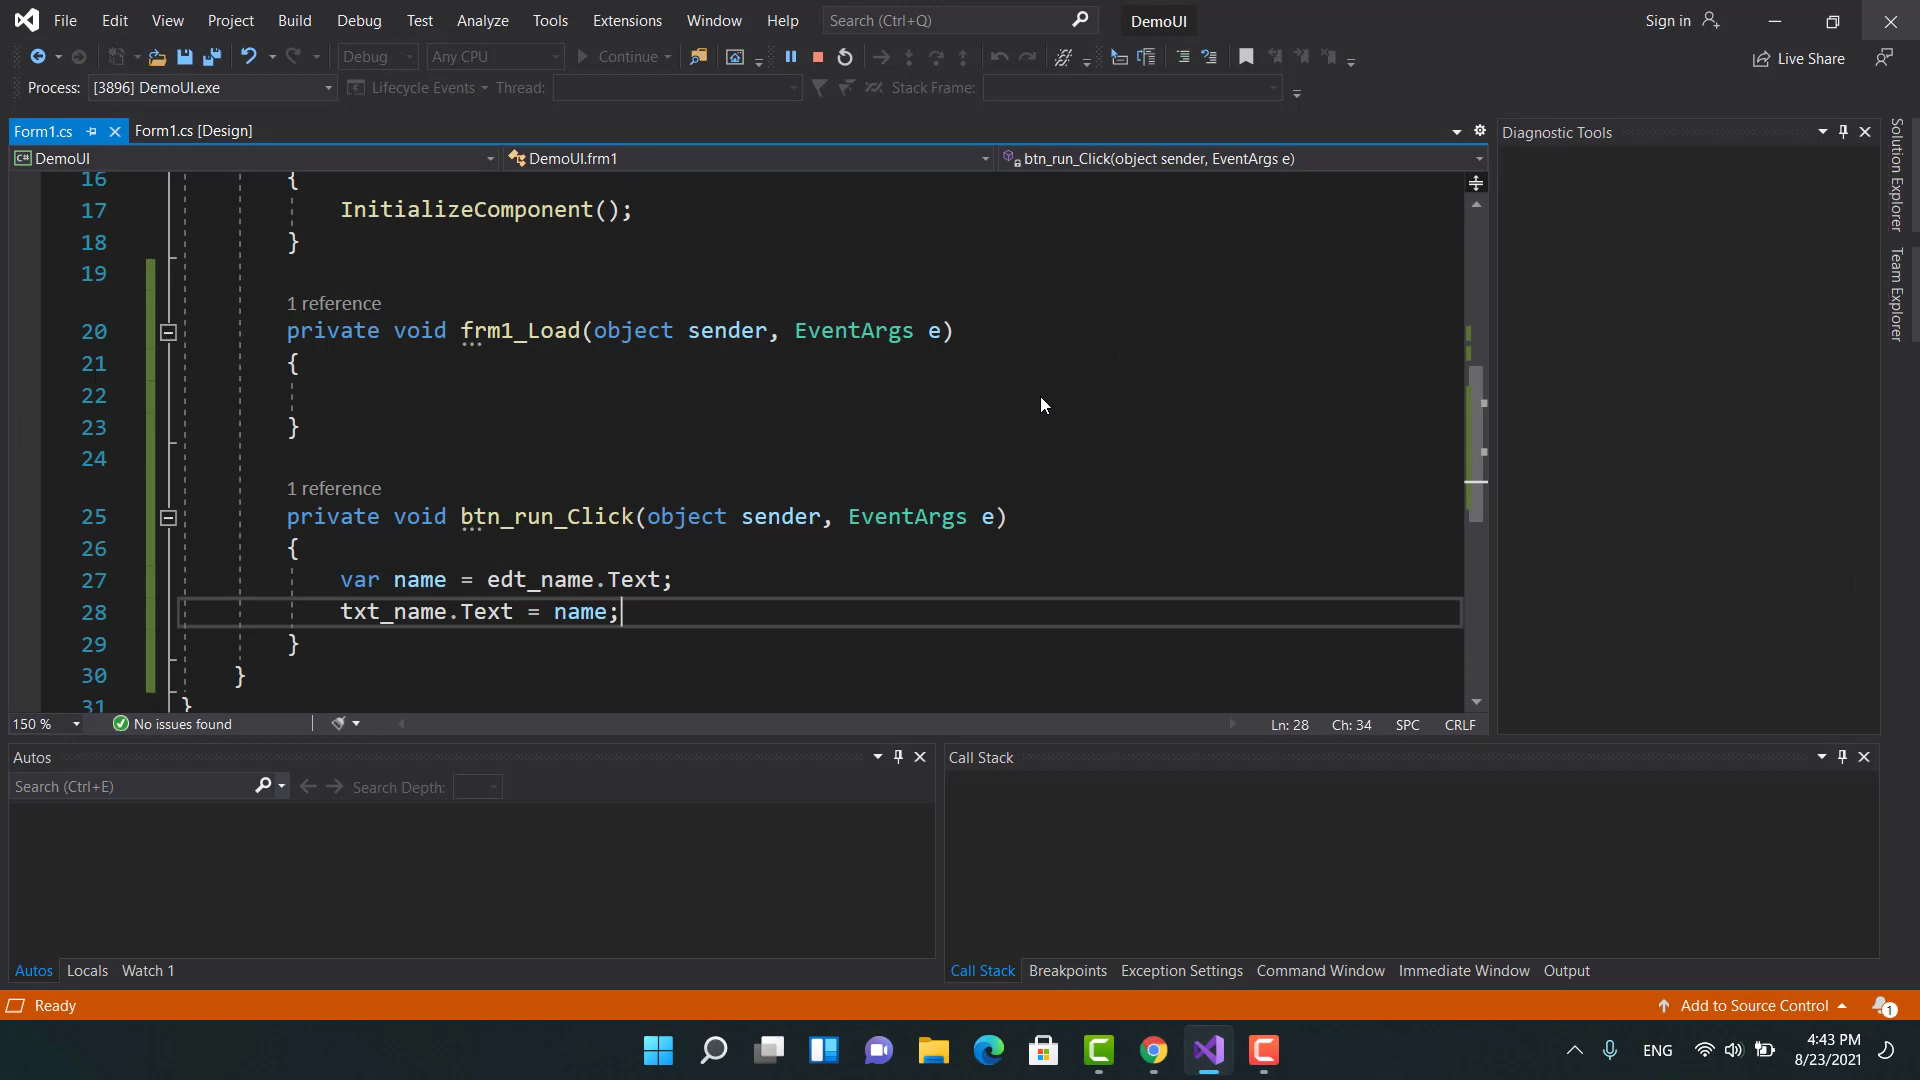 File Edit View Project Build Debug Test Analyze Tools Extensions Window Help Search (Ctrl+Q) DemoUI Sign in
Debug Any CPU Continue Live Share
Process: [3896] DemoUI.exe Lifecycle Events Thread: Stack Frame:
Form1.cs Form1.cs [Design] Diagnostic Tools
C# DemoUI DemoUI.frm1 btn_run_Click(object sender, EventArgs e)
16 {
17 InitializeComponent();
18 }
19
1 reference
20 private void frm1_Load(object sender, EventArgs e)
21 {
22
23 }
24
1 reference
25 private void btn_run_Click(object sender, EventArgs e)
26 {
27 var name = edt_name.Text;
28 txt_name.Text = name;
29 }
30 }
31 }
150 % No issues found Ln: 28 Ch: 34 SPC CRLF
Solution Explorer
Team Explorer
Autos
Search (Ctrl+E) Search Depth:
Autos Locals Watch 1
Call Stack
Call Stack Breakpoints Exception Settings Command Window Immediate Window Output
Ready Add to Source Control 1
ENG 4:43 PM
8/23/2021